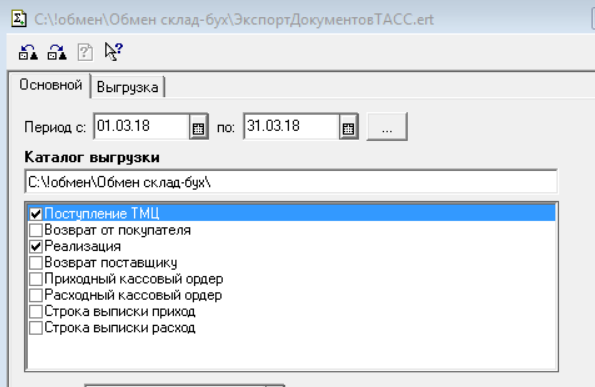 C:\!обмен\Обмен склад-бух\ЭкспортДокументовТАСС.ert
Основной Выгрузка
Период с: 01.03.18 по: 31.03.18 ...
Каталог выгрузки
C:\!обмен\Обмен склад-бух\
Поступление ТМЦ
Возврат от покупателя
Реализация
Возврат поставщику
Приходный кассовый ордер
Расходный кассовый ордер
Строка выписки приход
Строка выписки расход